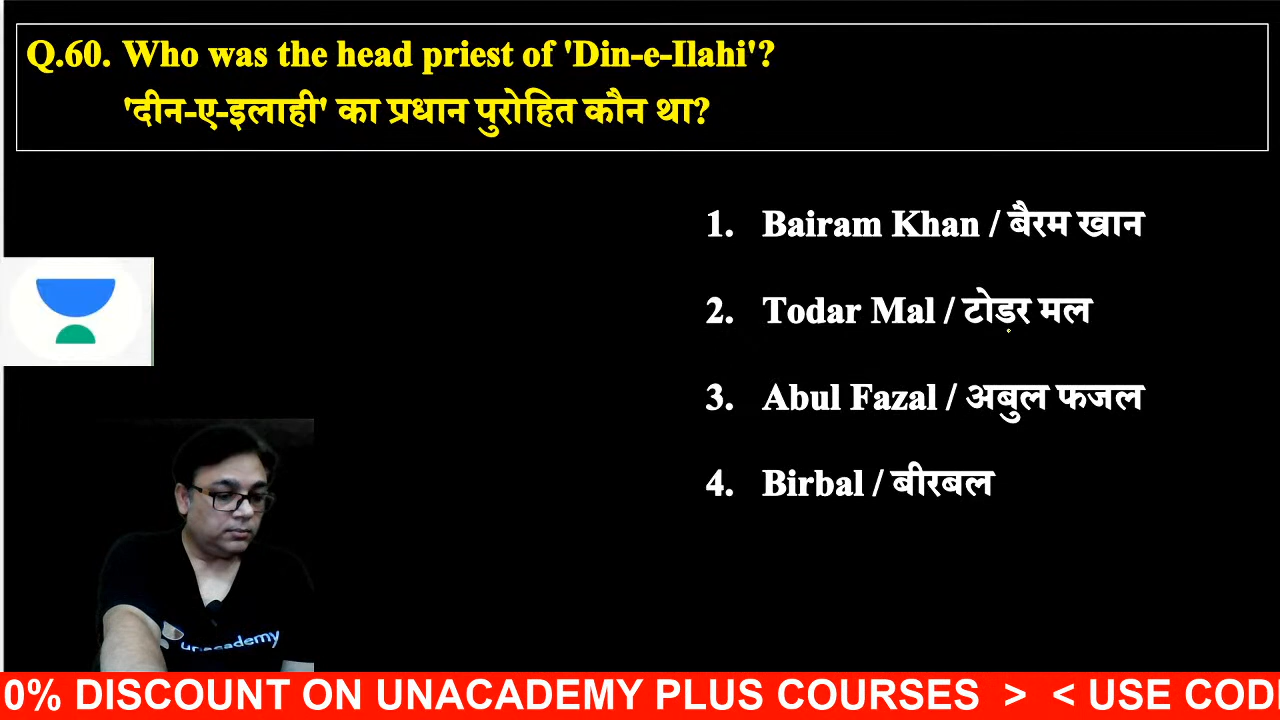 Q.60. Who was the head priest of 'Din-e-Ilahi'?
'दीन-ए-इलाही' का प्रधान पुरोहित कौन था?
1. Bairam Khan / बैरम खान
2. Todar Mal / टोडर मल
3. Abul Fazal / अबुल फजल
4. Birbal / बीरबल
unacademy
0% DISCOUNT ON UNACADEMY PLUS COURSES > < USE COD